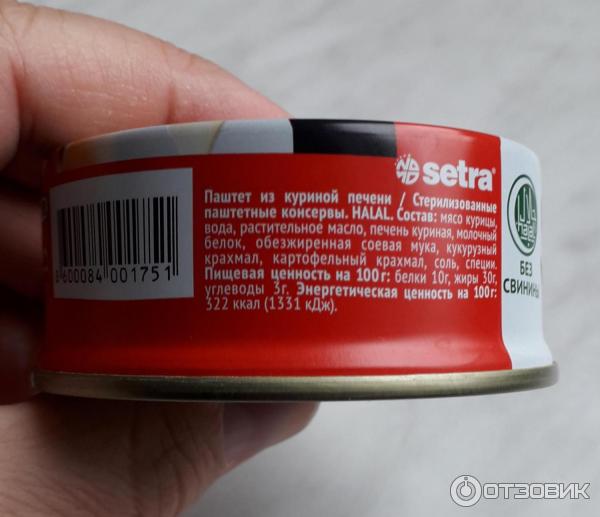 setra
Паштет из куриной печени / Стерилизованные
паштетные консервы. HALAL. Состав: мясо курицы,
вода, растительное масло, печень куриная, молочный
белок, обезжиренная соевая мука, кукурузный
крахмал, картофельный крахмал, соль, специи.
Пищевая ценность на 100г: белки 10г, жиры 30г,
углеводы 3г. Энергетическая ценность на 100г:
322 ккал (1331 кДж).
8 600084 001751
halal
БЕЗ
СВИНИНЫ
ОТЗОВИК